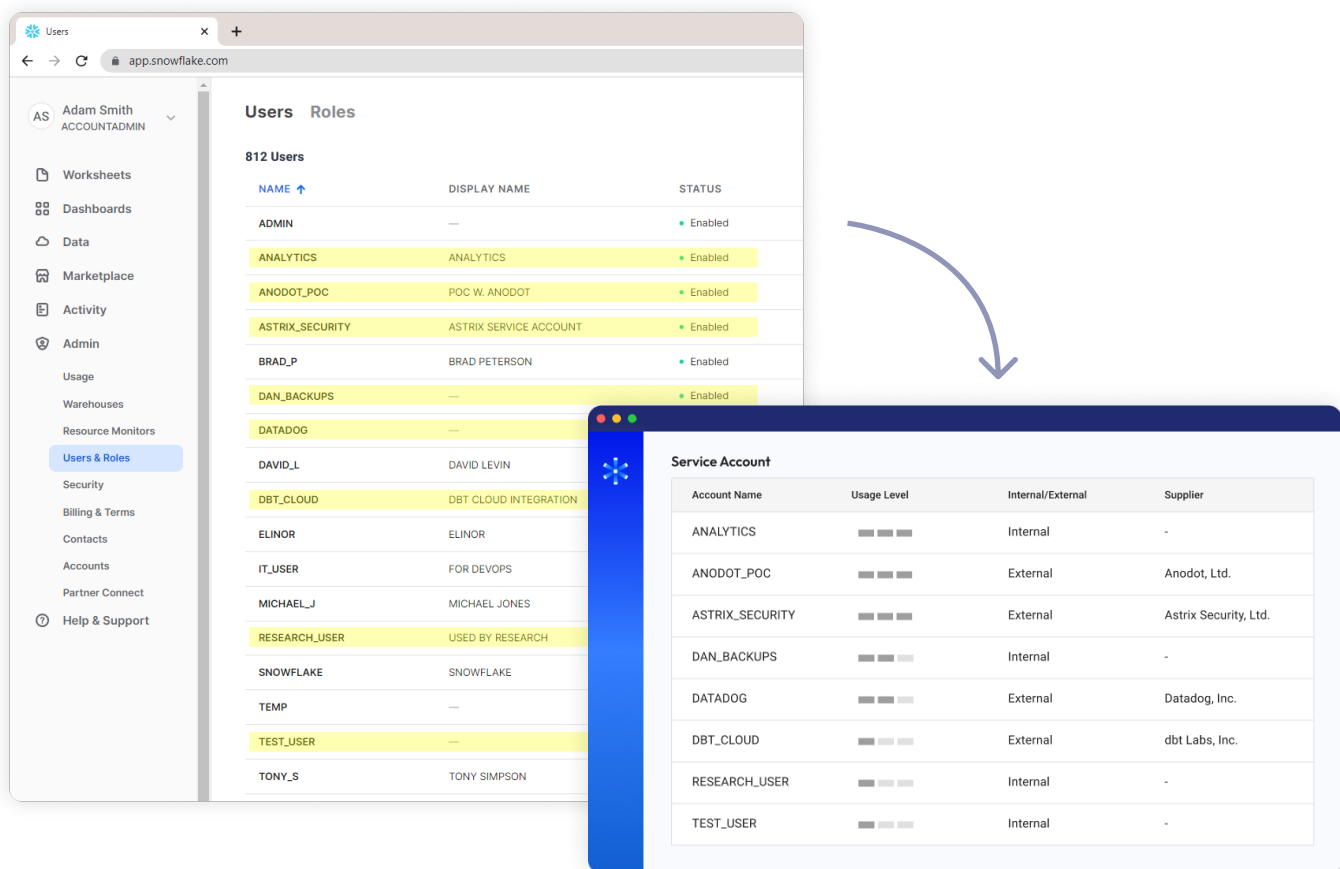 Users
app.snowflake.com
AS
Adam Smith
ACCOUNTADMIN
Worksheets
Dashboards
Data
Marketplace
Activity
Admin
Usage
Warehouses
Resource Monitors
Users & Roles
Security
Billing & Terms
Contacts
Accounts
Partner Connect
Help & Support
Users Roles
812 Users
NAME DISPLAY NAME STATUS
ADMIN — Enabled
ANALYTICS ANALYTICS Enabled
ANODOT_POC POC W. ANODOT Enabled
ASTRIX_SECURITY ASTRIX SERVICE ACCOUNT Enabled
BRAD_P BRAD PETERSON Enabled
DAN_BACKUPS — Enabled
DATADOG —
DAVID_L DAVID LEVIN
DBT_CLOUD DBT CLOUD INTEGRATION
ELINOR ELINOR
IT_USER FOR DEVOPS
MICHAEL_J MICHAEL JONES
RESEARCH_USER USED BY RESEARCH
SNOWFLAKE SNOWFLAKE
TEMP —
TEST_USER —
TONY_S TONY SIMPSON
Service Account
Account Name Usage Level Internal/External Supplier
ANALYTICS Internal -
ANODOT_POC External Anodot, Ltd.
ASTRIX_SECURITY External Astrix Security, Ltd.
DAN_BACKUPS Internal -
DATADOG External Datadog, Inc.
DBT_CLOUD External dbt Labs, Inc.
RESEARCH_USER Internal -
TEST_USER Internal -